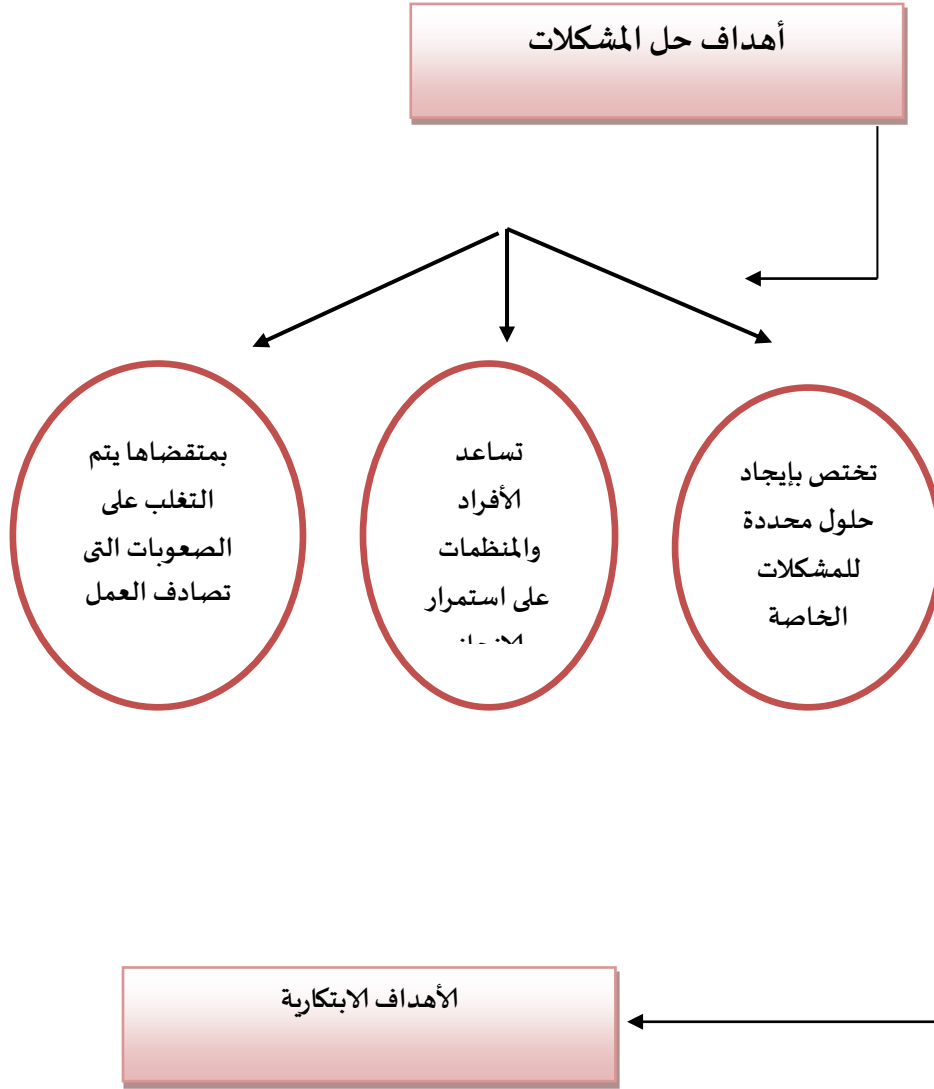 أهداف حل المشكلات
تختص بإيجاد
حلول محددة
للمشكلات
الخاصة
تساعد
الأفراد
والمنظمات
على استمرار
بمتقضاها يتم
التغلب على
الصعوبات التى
تصادف العمل
الأهداف الابتكارية